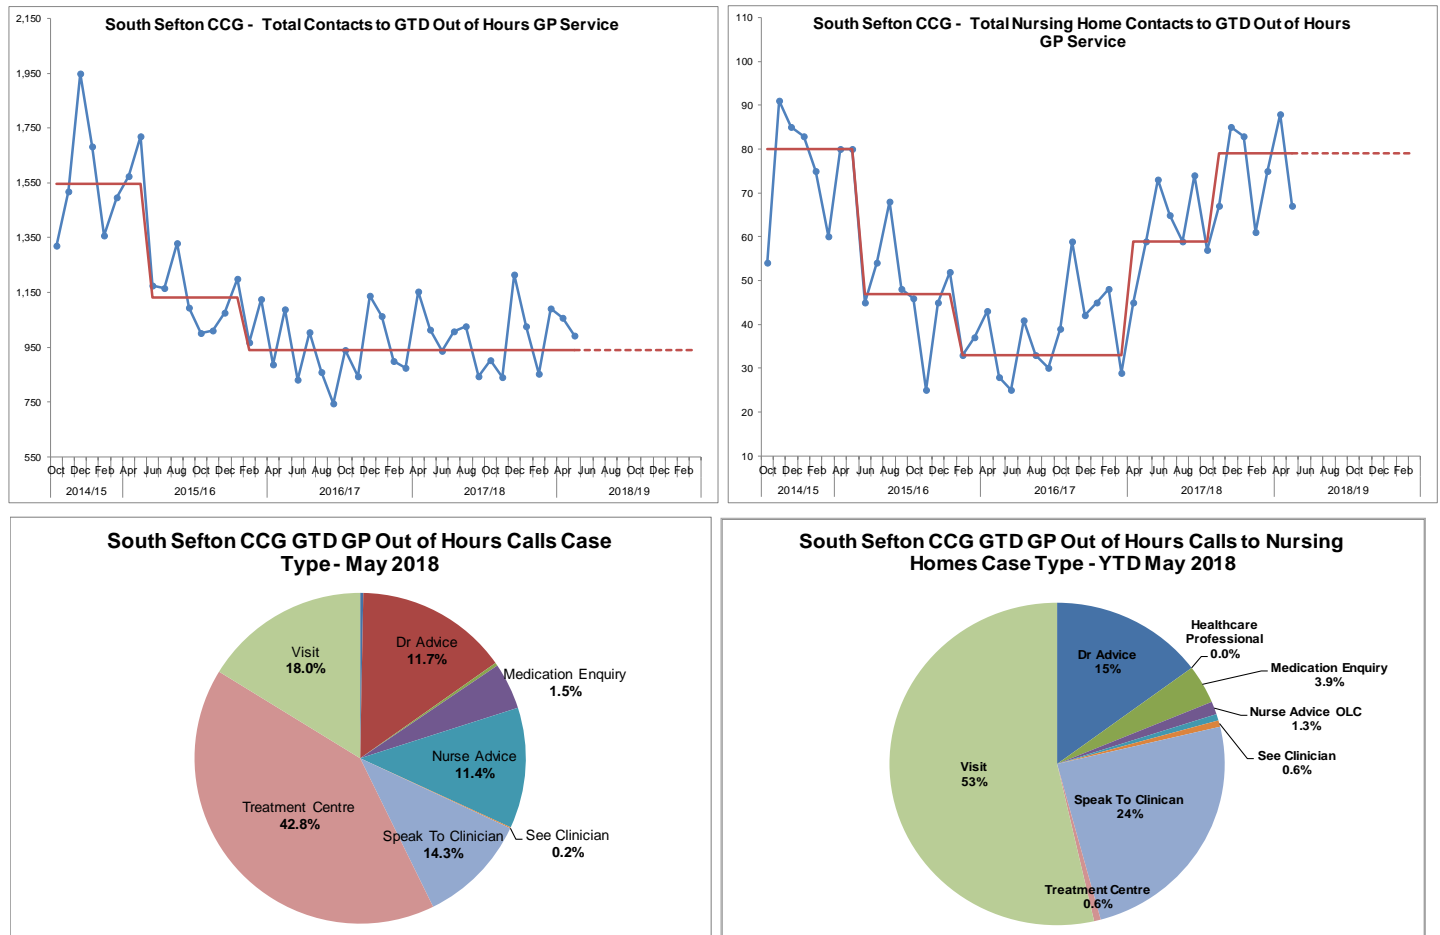 South Sefton CCG - Total Contacts to GTD Out of Hours GP Service
2,150
1,950
1,750
1,550
1,350
1,150
950
750
550
Oct Dec Feb Apr Jun Aug Oct Dec Feb Apr Jun Aug Oct Dec Feb Apr Jun Aug Oct Dec Feb Apr Jun Aug Oct Dec Feb
2014/15 2015/16 2016/17 2017/18 2018/19
South Sefton CCG - Total Nursing Home Contacts to GTD Out of Hours
GP Service
110
100
90
80
70
60
50
40
30
20
10
Oct Dec Feb Apr Jun Aug Oct Dec Feb Apr Jun Aug Oct Dec Feb Apr Jun Aug Oct Dec Feb Apr Jun Aug Oct Dec Feb
2014/15 2015/16 2016/17 2017/18 2018/19
South Sefton CCG GTD GP Out of Hours Calls Case
Type - May 2018
Visit
18.0%
Dr Advice
11.7%
Medication Enquiry
1.5%
Nurse Advice
11.4%
See Clinician
0.2%
Speak To Clinician
14.3%
Treatment Centre
42.8%
South Sefton CCG GTD GP Out of Hours Calls to Nursing
Homes Case Type - YTD May 2018
Dr Advice
15%
Healthcare
Professional
0.0%
Medication Enquiry
3.9%
Nurse Advice OLC
1.3%
See Clinician
0.6%
Speak To Clinican
24%
Treatment Centre
0.6%
Visit
53%